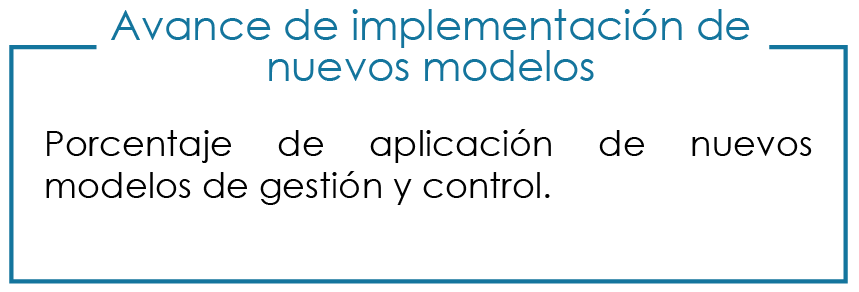 Avance de implementación de
nuevos modelos
Porcentaje de aplicación de nuevos
modelos de gestión y control.